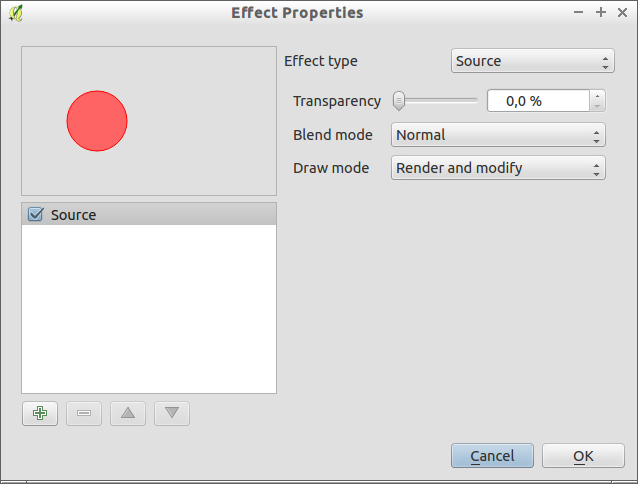 Effect Properties
Effect type
Source
Transparency
0,0 %
Blend mode
Normal
Draw mode
Render and modify
Source
Cancel
OK